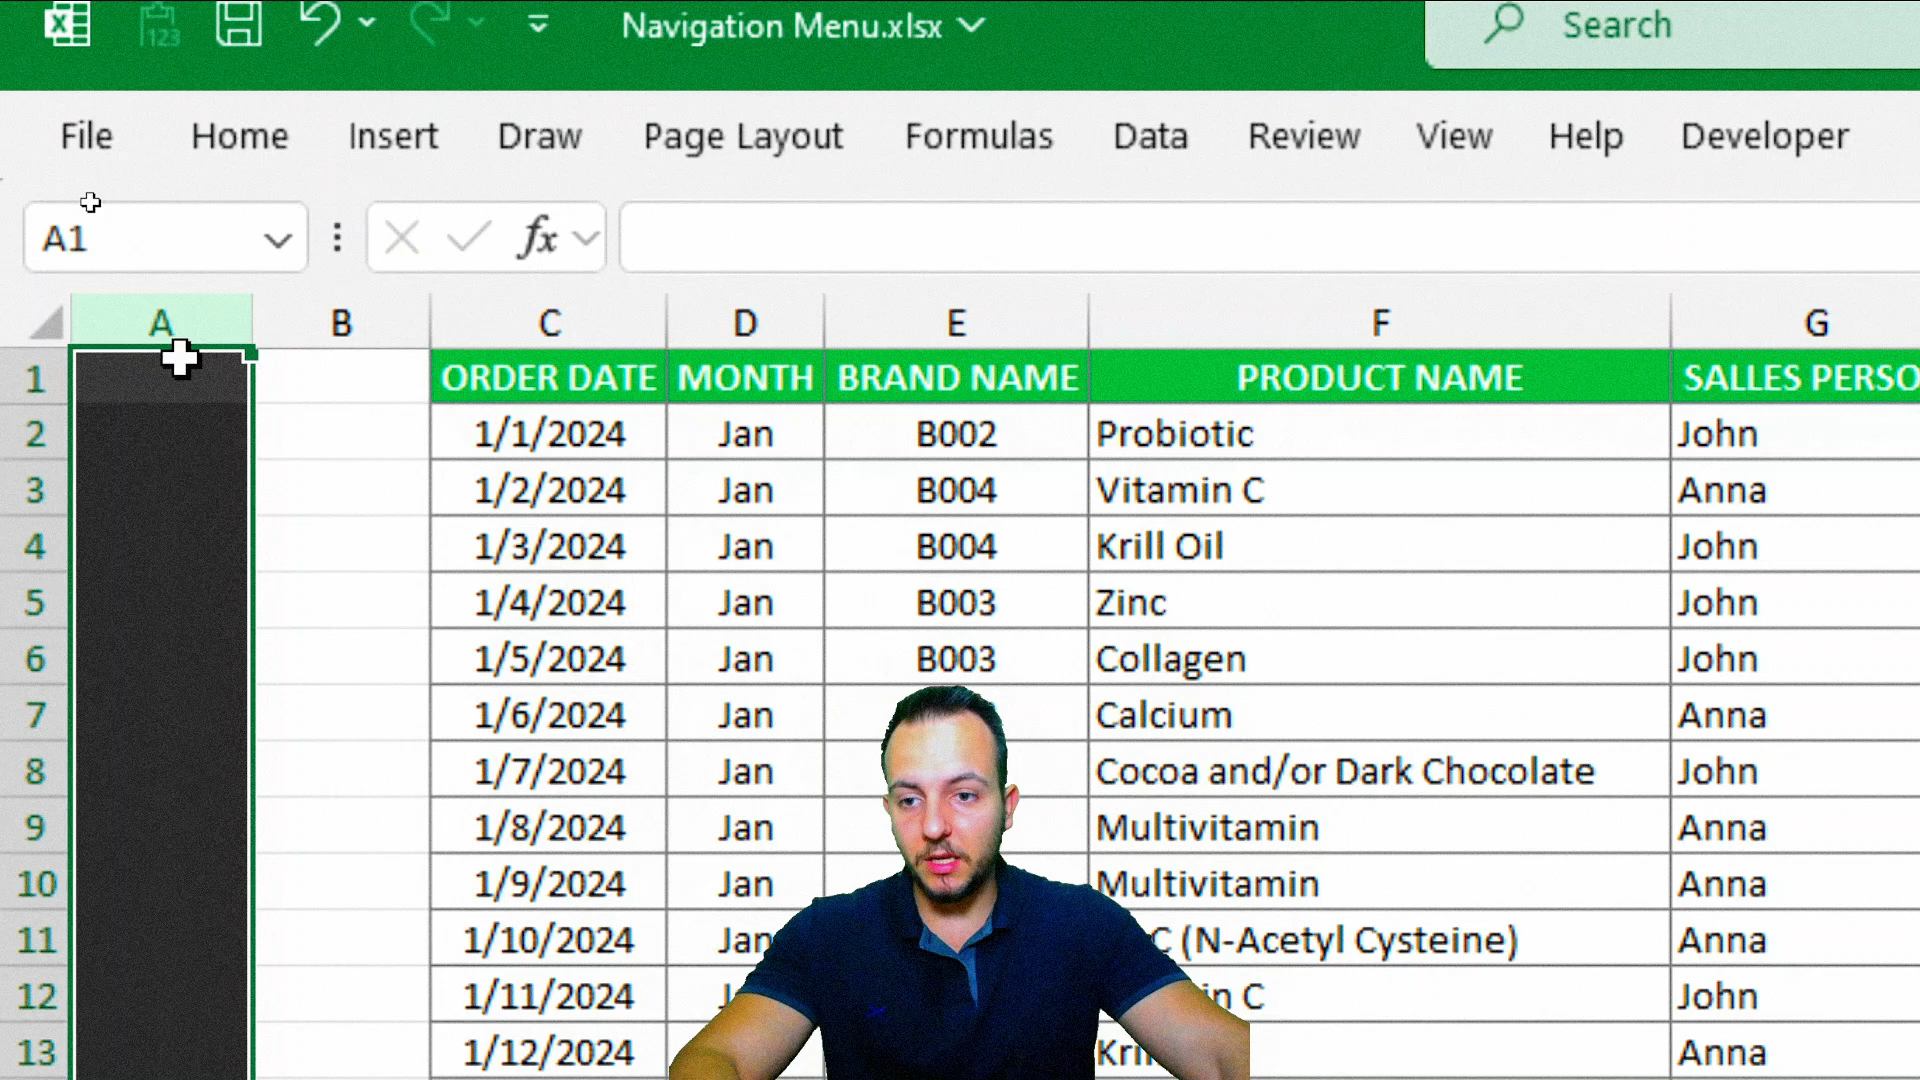 Navigation Menu.xlsx
Search
File Home Insert Draw Page Layout Formulas Data Review View Help Developer
A1 fx
A B C D E F G
1 ORDER DATE MONTH BRAND NAME PRODUCT NAME SALLES PERSO
2 1/1/2024 Jan B002 Probiotic John
3 1/2/2024 Jan B004 Vitamin C Anna
4 1/3/2024 Jan B004 Krill Oil John
5 1/4/2024 Jan B003 Zinc John
6 1/5/2024 Jan B003 Collagen John
7 1/6/2024 Jan Calcium Anna
8 1/7/2024 Jan Cocoa and/or Dark Chocolate John
9 1/8/2024 Jan Multivitamin Anna
10 1/9/2024 Jan Multivitamin Anna
11 1/10/2024 Jan C (N-Acetyl Cysteine) Anna
12 1/11/2024 in C John
13 1/12/2024 Kri Anna